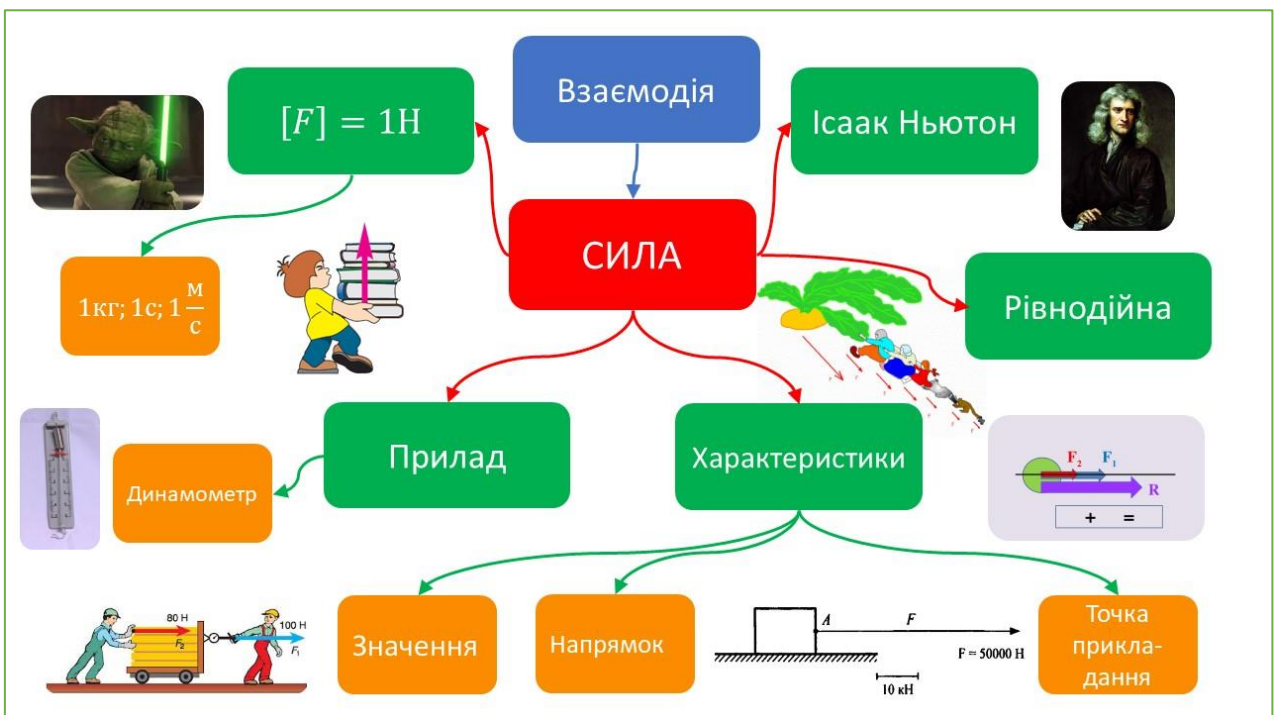 Взаємодія
[F] = 1Н
Ісаак Ньютон
СИЛА
1кг; 1с; 1 м/с
Рівнодійна
Прилад
Характеристики
Динамометр
F₂ F₁
R
+ =
80 Н
F₂
100 Н
F₁
Значення
Напрямок
A
F
F = 50000 Н
10 кН
Точка
прикла-
дання